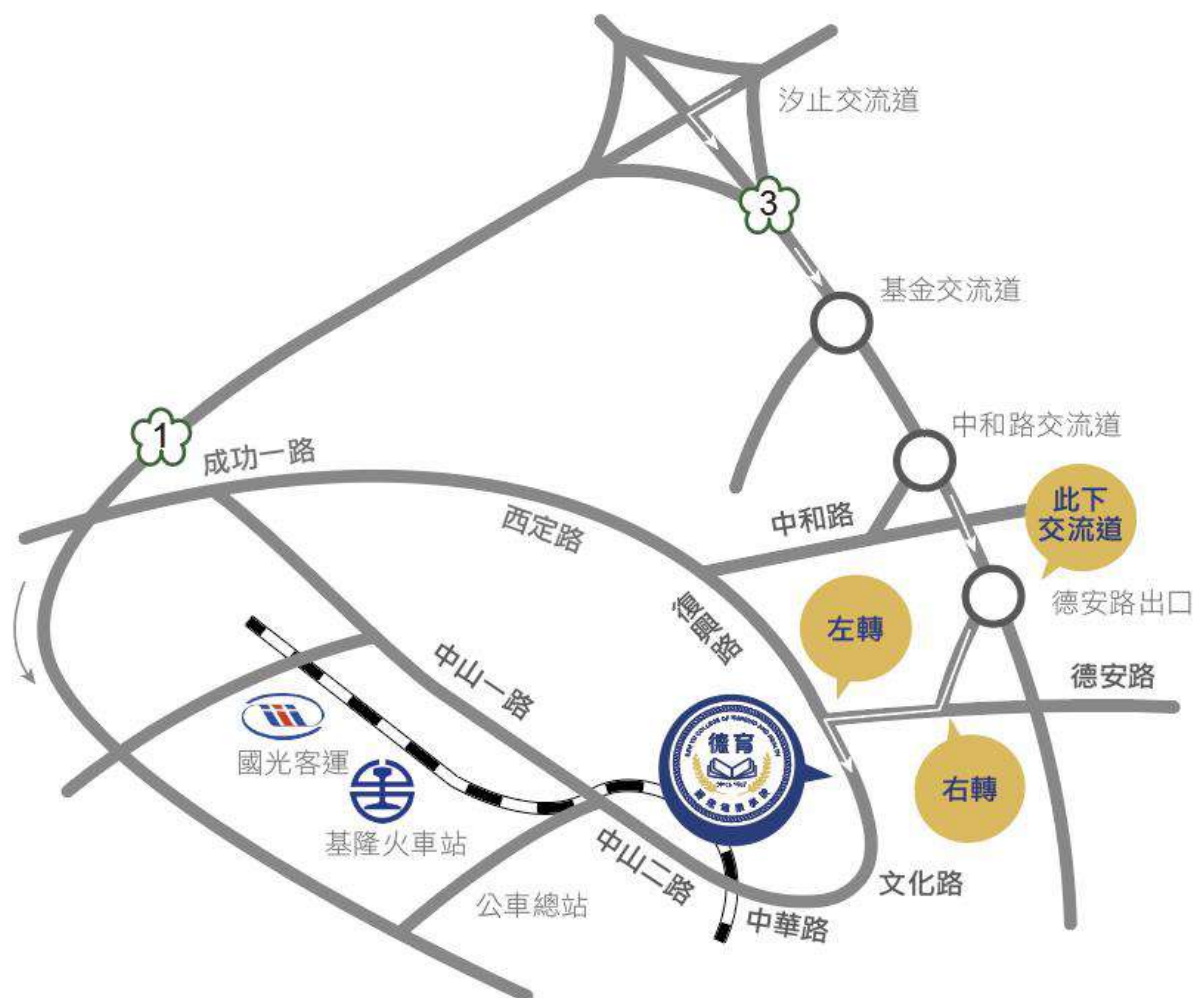 汐止交流道
3
基金交流道
1
中和路交流道
成功一路
西定路
中和路
此下
交流道
德安路出口
復興路
左轉
中山一路
德安路
德育
國光客運
右轉
基隆火車站
中山二路
文化路
公車總站
中華路